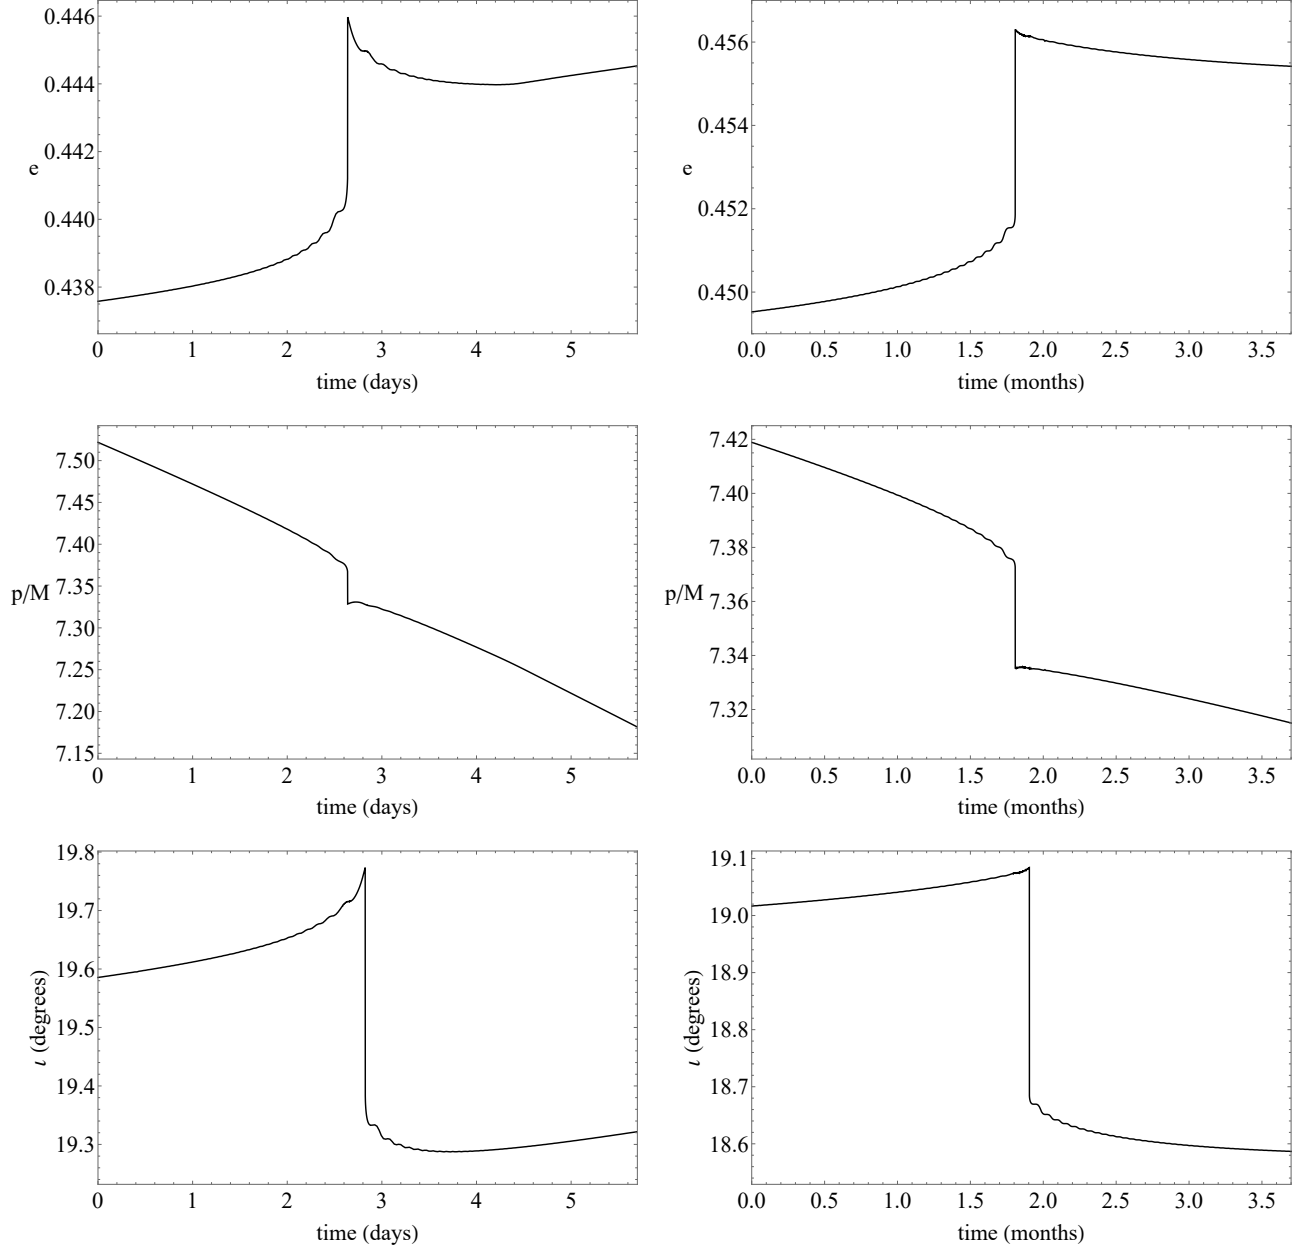 0.446
0.444
0.442
e
0.440
0.438
0 1 2 3 4 5
time (days)
0.456
0.454
e
0.452
0.450
0.0 0.5 1.0 1.5 2.0 2.5 3.0 3.5
time (months)
7.50
7.45
7.40
7.35
p/M
7.30
7.25
7.20
7.15
0 1 2 3 4 5
time (days)
7.42
7.40
7.38
7.36
p/M
7.34
7.32
0.0 0.5 1.0 1.5 2.0 2.5 3.0 3.5
time (months)
19.8
19.7
19.6
19.5
19.4
19.3
ι (degrees)
0 1 2 3 4 5
time (days)
19.1
19.0
18.9
18.8
18.7
18.6
ι (degrees)
0.0 0.5 1.0 1.5 2.0 2.5 3.0 3.5
time (months)